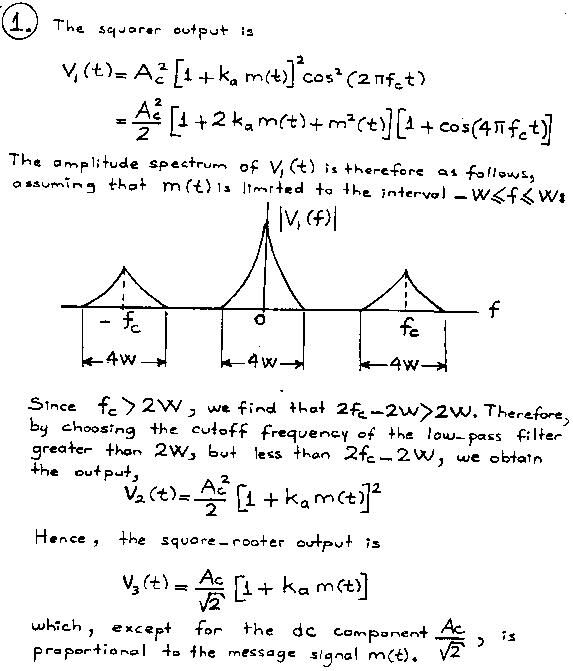 1. The squarer output is
V₁(t) = A_c² [1 + kₐ m(t)]² cos² (2πf_c t)
= A_c²/2 [1 + 2 kₐ m(t) + m²(t)] [1 + cos(4πf_c t)]
The amplitude spectrum of V₁(t) is therefore as follows,
assuming that m(t) is limited to the interval −W ≤ f ≤ W:
|V₁(f)|
f
− f_c 0 f_c
4W 4W 4W
Since f_c > 2W, we find that 2f_c − 2W > 2W. Therefore,
by choosing the cutoff frequency of the low-pass filter
greater than 2W, but less than 2f_c − 2W, we obtain
the output,
V₂(t) = A_c²/2 [1 + kₐ m(t)]²
Hence, the square-rooter output is
V₃(t) = A_c/√2 [1 + kₐ m(t)]
which, except for the dc component A_c/√2, is
proportional to the message signal m(t).